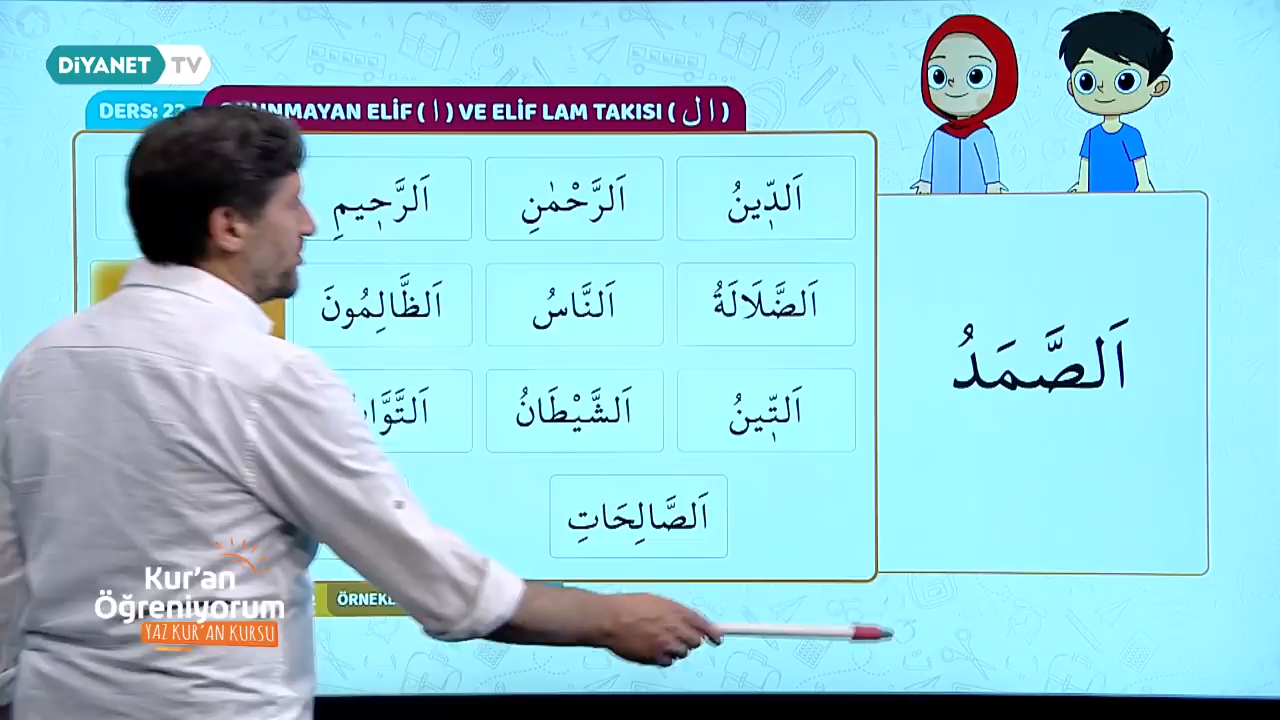 DİYANET TV
DERS: 22
OKUNMAYAN ELİF ( ا ) VE ELİF LAM TAKISI ( ال )
اَلدّ۪ينُ اَلرَّحْمٰنِ اَلرَّح۪يمِ
اَلضَّلَالَةُ اَلنَّاسُ اَلظَّالِمُونَ
اَلتّ۪ينُ اَلشَّيْطَانُ
اَلصَّالِحَاتِ
اَلصَّمَدُ
Kur'an
Öğreniyorum
YAZ KUR'AN KURSU